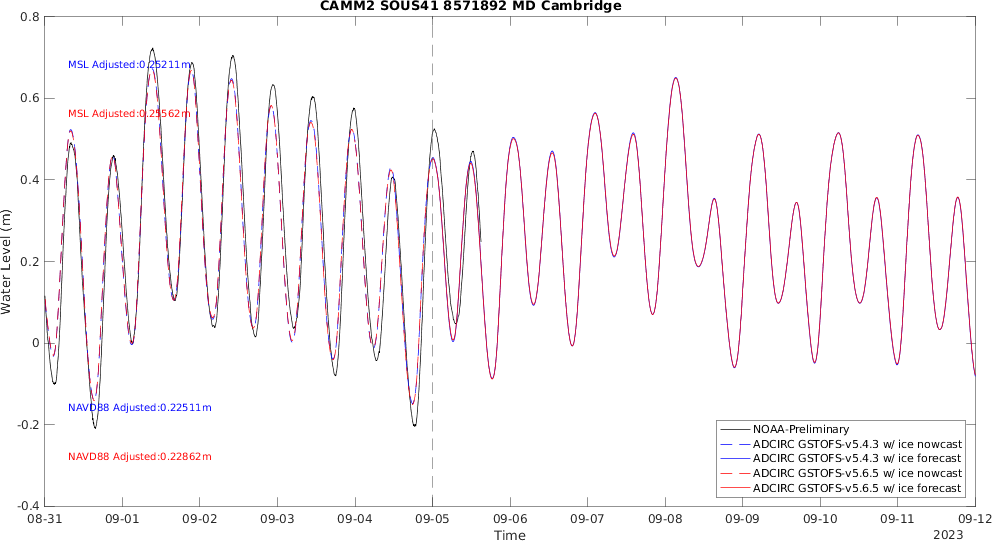 CAMM2 SOUS41 8571892 MD Cambridge
0.8
0.6
0.4
0.2
0
-0.2
-0.4
Water Level (m)
MSL Adjusted:0.25211m
MSL Adjusted:0.25562m
NAVD88 Adjusted:0.22511m
NAVD88 Adjusted:0.22862m
NOAA-Preliminary
ADCIRC GSTOFS-v5.4.3 w/ ice nowcast
ADCIRC GSTOFS-v5.4.3 w/ ice forecast
ADCIRC GSTOFS-v5.6.5 w/ ice nowcast
ADCIRC GSTOFS-v5.6.5 w/ ice forecast
08-31 09-01 09-02 09-03 09-04 09-05 09-06 09-07 09-08 09-09 09-10 09-11 09-12
Time
2023